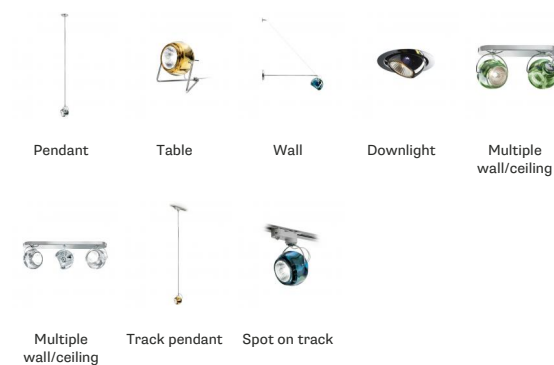 Pendant
Table
Wall
Downlight
Multiple
wall/ceiling
Multiple
wall/ceiling
Track pendant
Spot on track